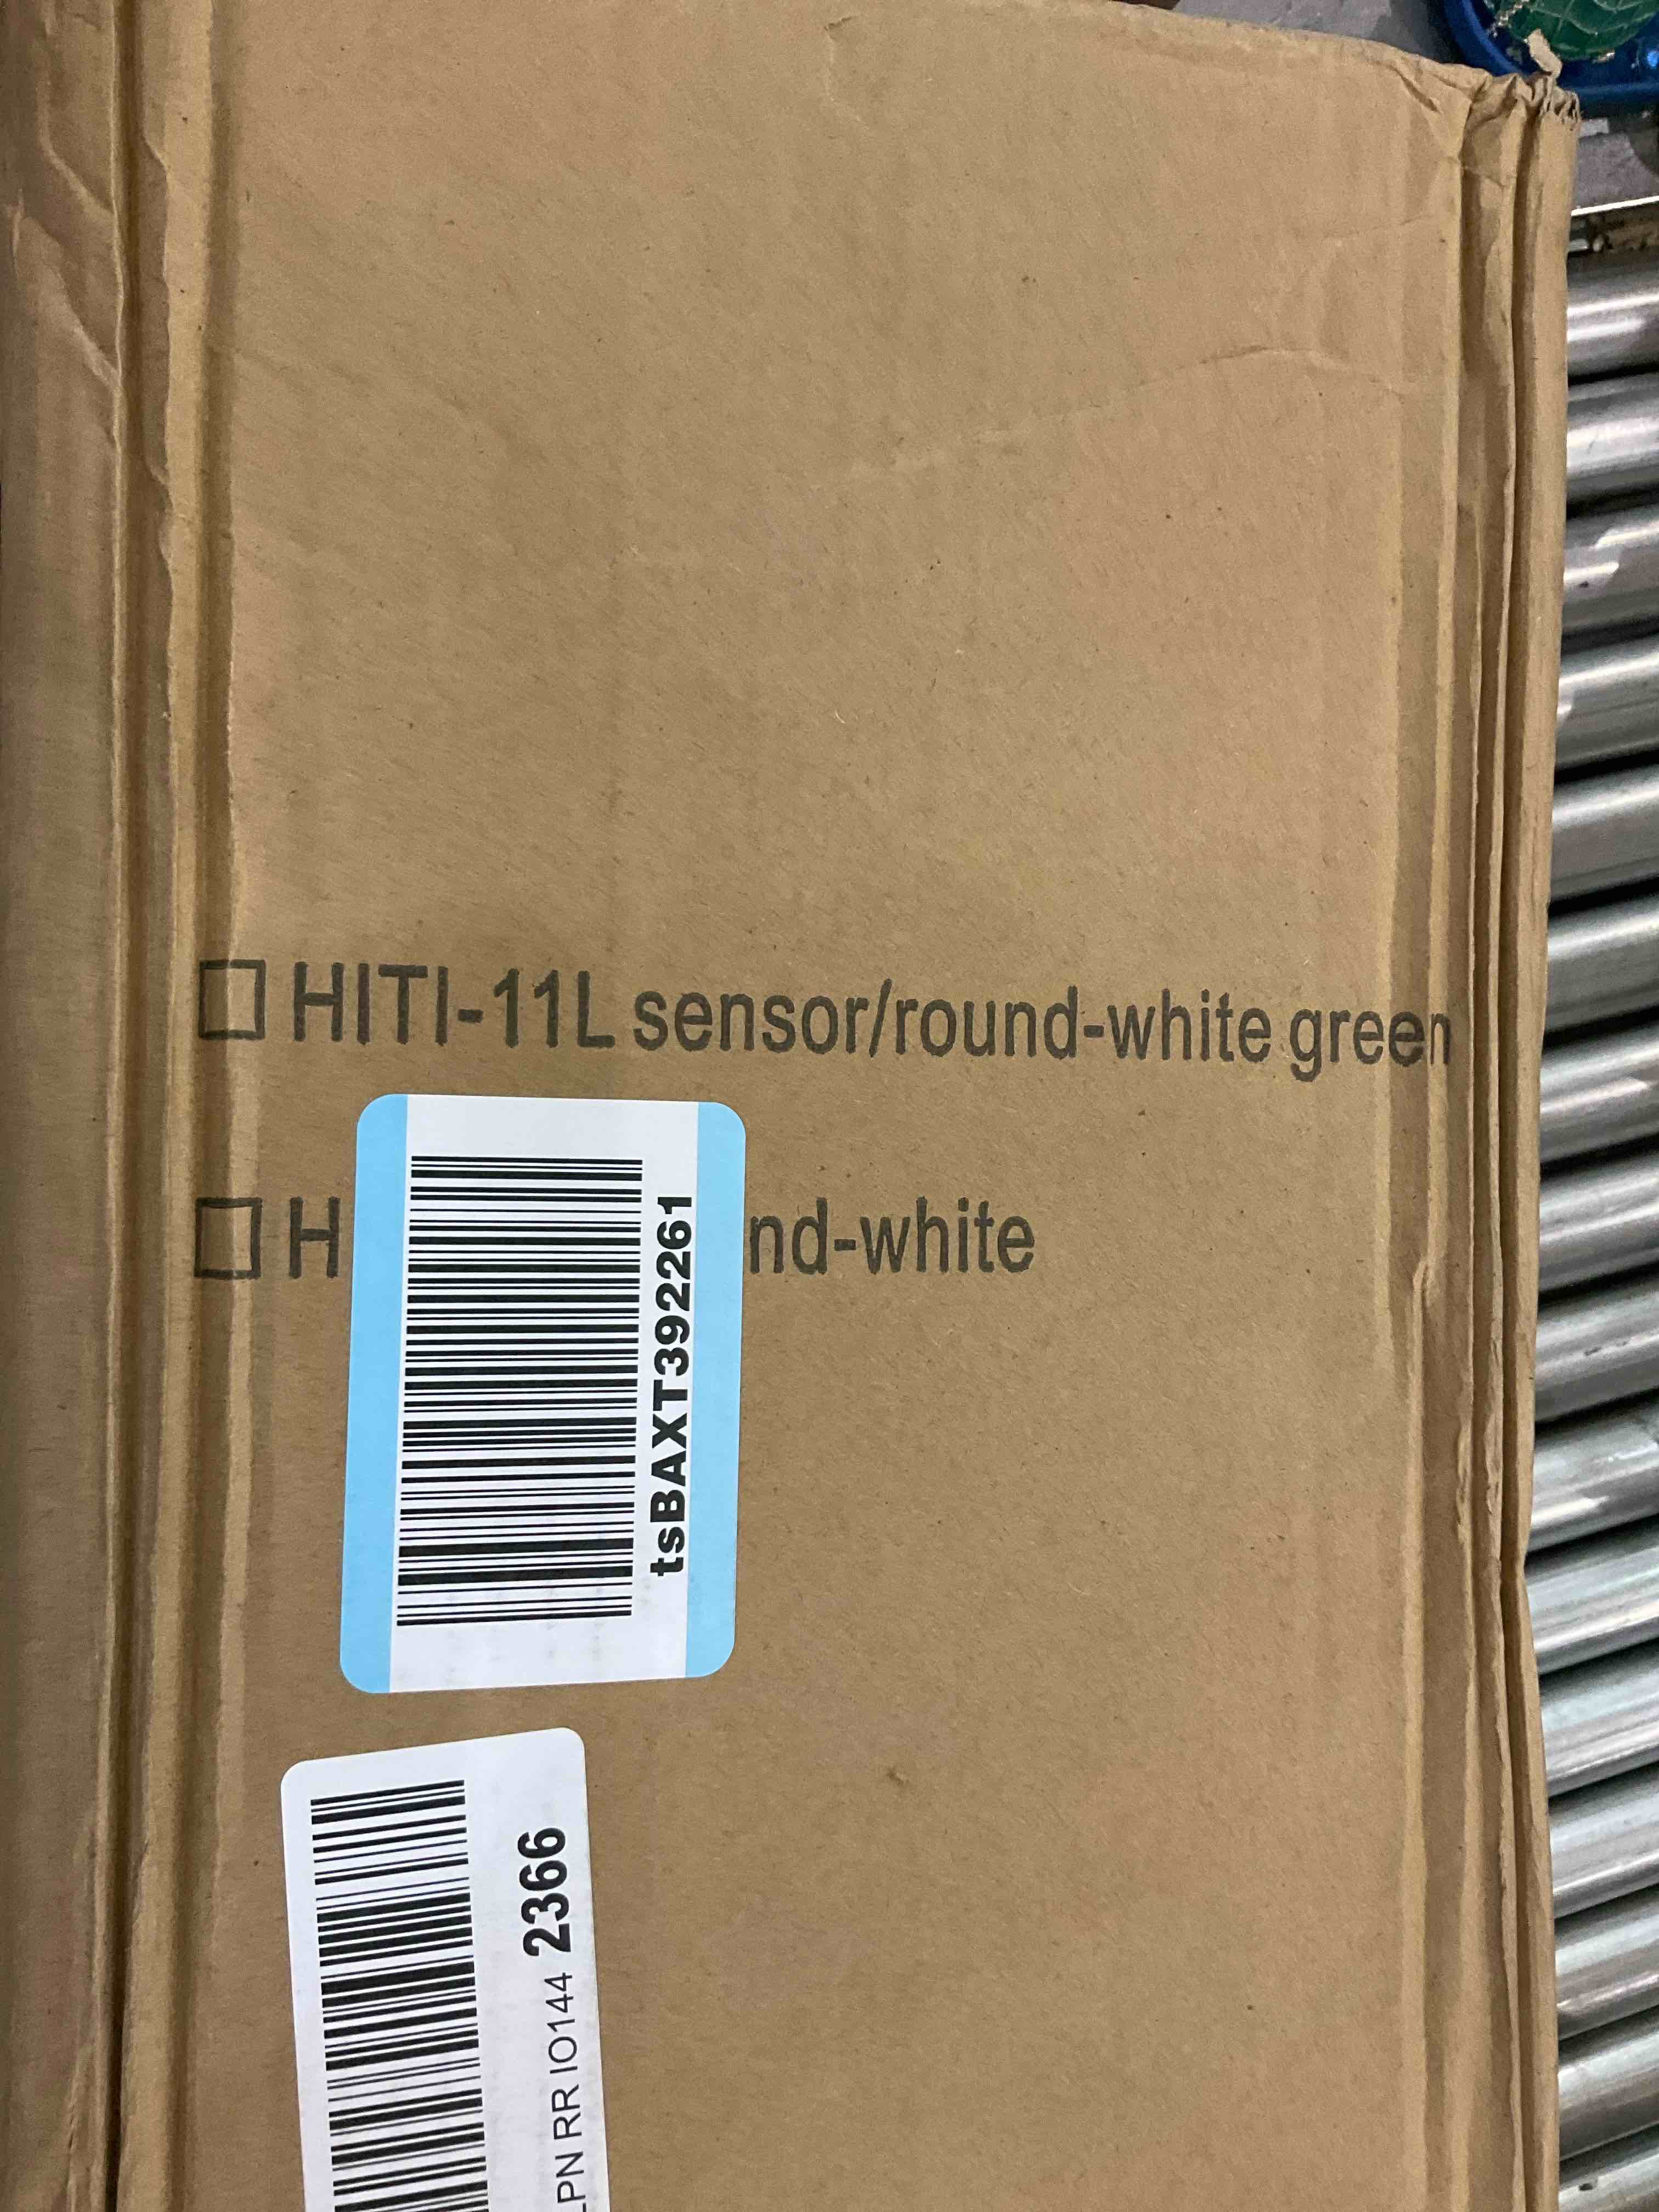 ☐ HITI-11L sensor/round-white green
☐ H nd-white
tsBAXT392261
LPN RR IO144 2366